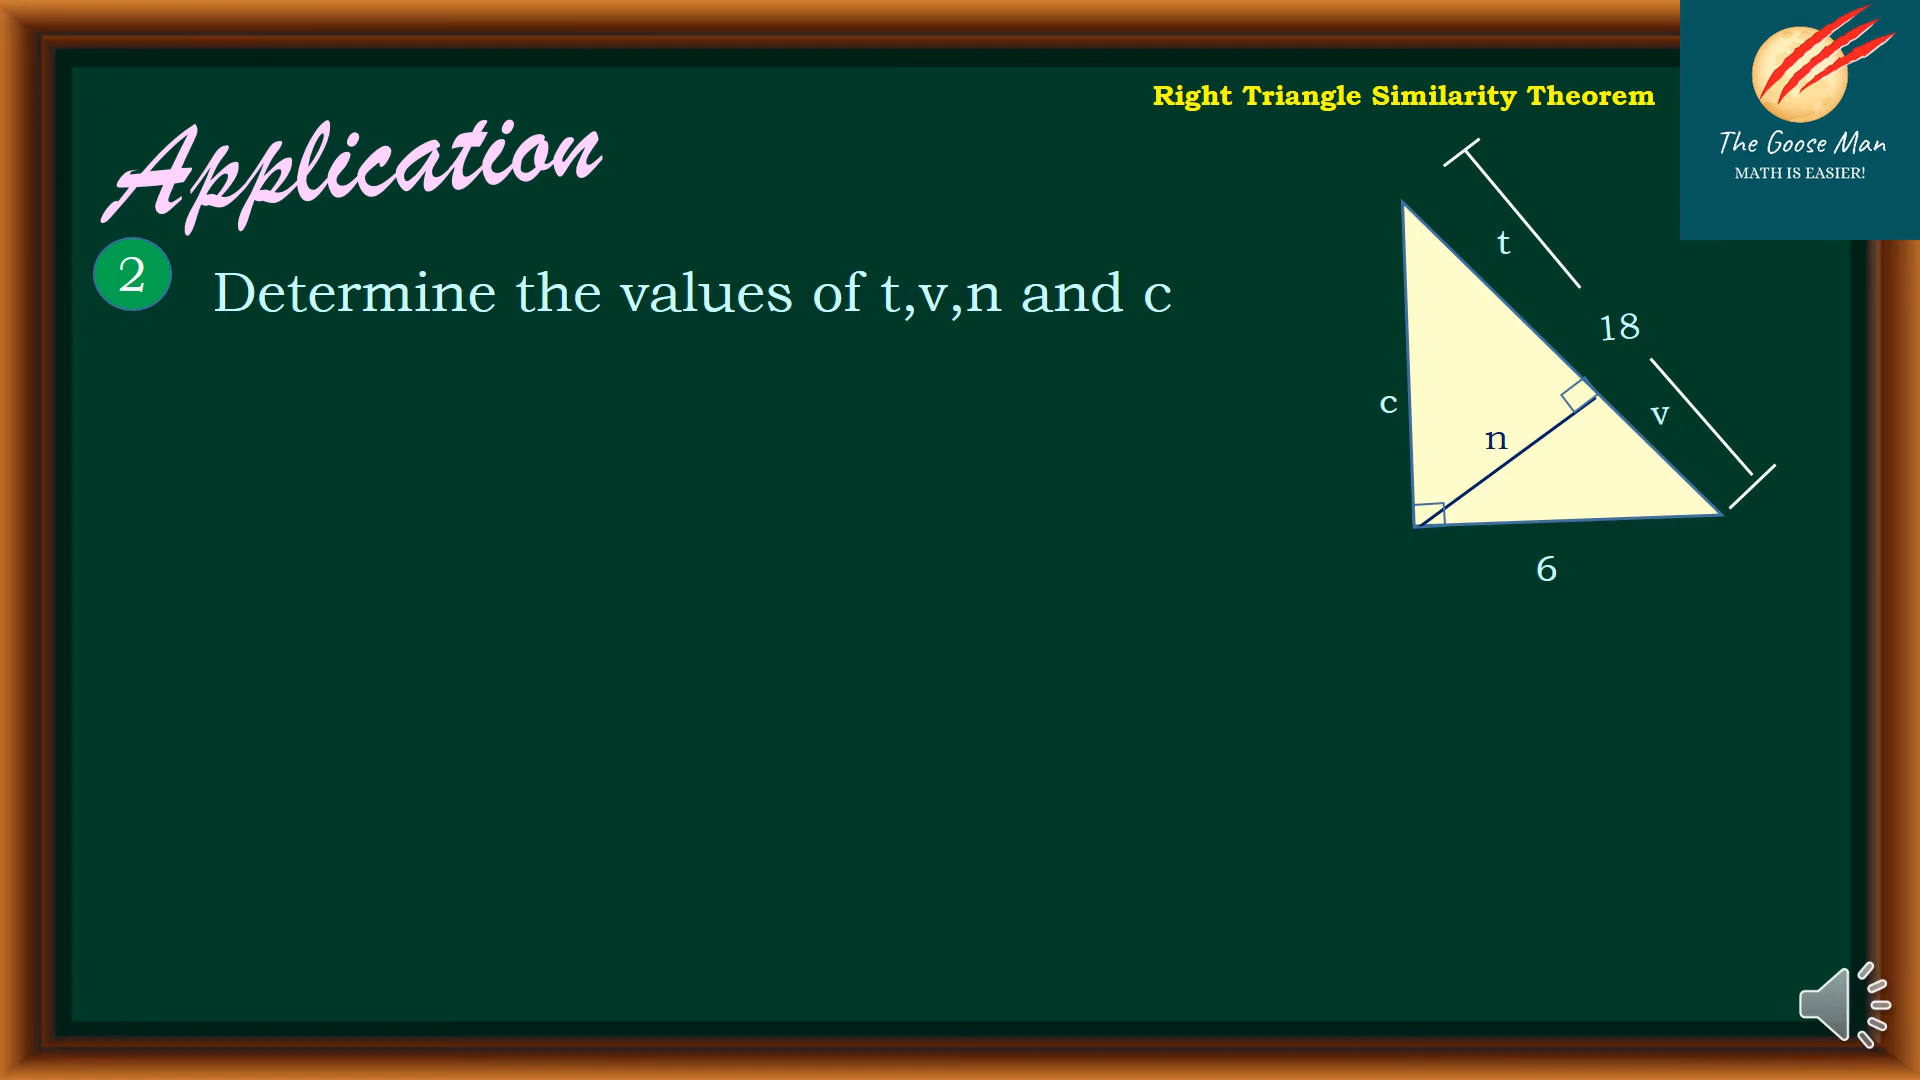 Right Triangle Similarity Theorem
The Goose Man
MATH IS EASIER!
Application
2 Determine the values of t,v,n and c
t
18
c
v
n
6